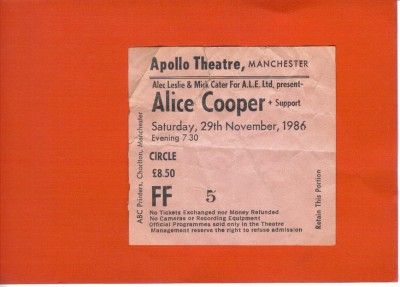 Apollo Theatre, MANCHESTER
Alec Leslie & Mick Cater For A.L.E. Ltd, present-
Alice Cooper + Support
Saturday, 29th November, 1986
Evening 7.30
CIRCLE
£8.50
FF 5
No Tickets Exchanged nor Money Refunded
No Cameras or Recording Equipment
Official Programmes sold only in the Theatre
Management reserve the right to refuse admission
ABC Printers, Chorlton, Manchester
Retain This Portion